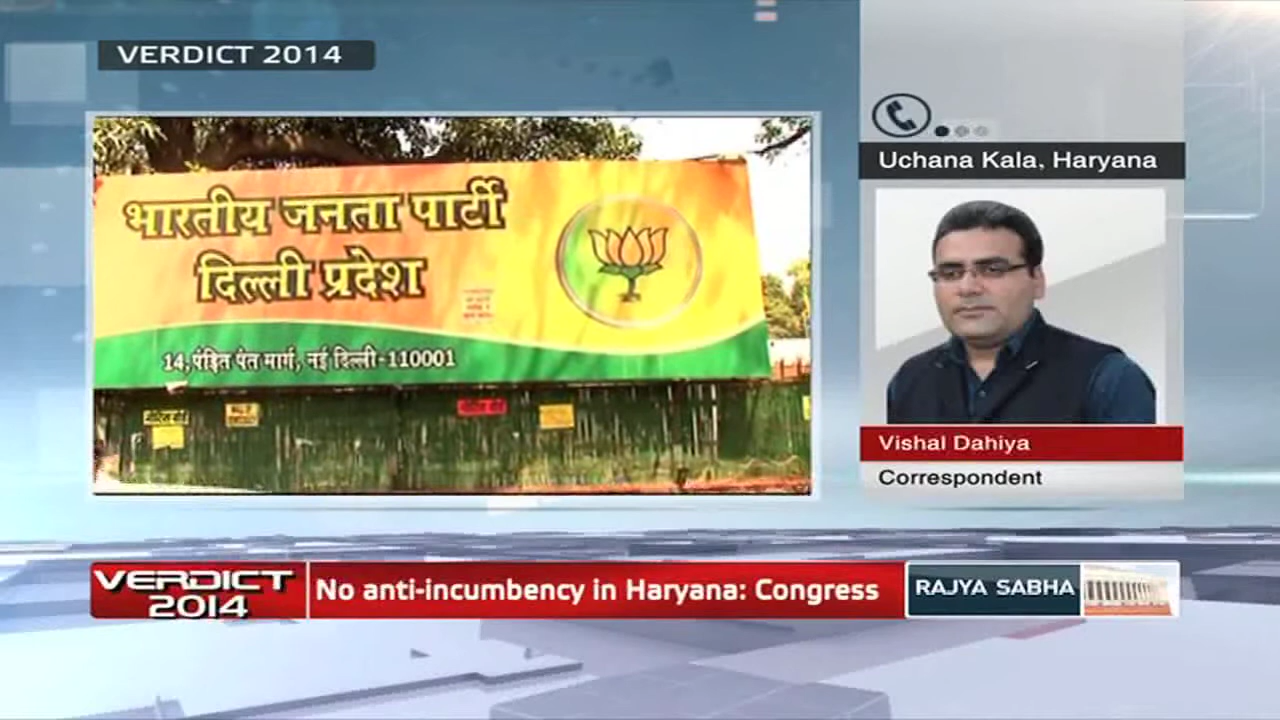 VERDICT 2014
भारतीय जनता पार्टी
दिल्ली प्रदेश
14, पंड़ित पंत मार्ग, नई दिल्ली-110001
Uchana Kala, Haryana
Vishal Dahiya
Correspondent
VERDICT
2014
No anti-incumbency in Haryana: Congress
RAJYA SABHA